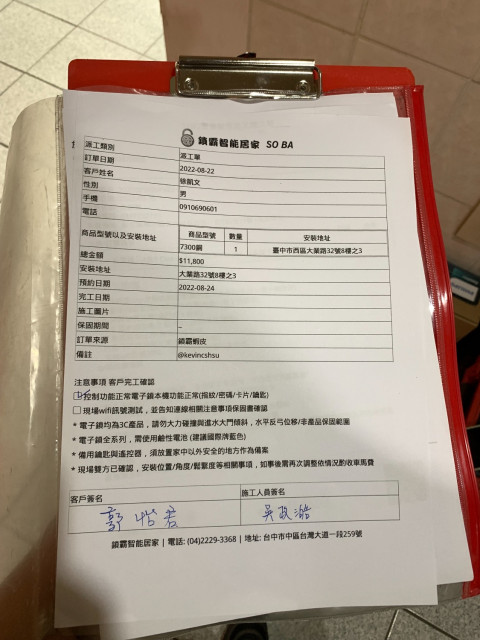 鎖霸智能居家 SO BA
派工類別 派工單
訂單日期 2022-08-22
客戶姓名 徐凱文
性別 男
手機 0910690601
電話
商品型號以及安裝地址 商品型號 數量 安裝地址
7300鋼 1 臺中市西區大業路32號8樓之3
總金額 $11,800
安裝地址 大業路32號8樓之3
預約日期 2022-08-24
完工日期
施工圖片
保固期間 –
訂單來源 鎖霸蝦皮
備註 @kevincshsu
注意事項 客戶完工確認
控制功能正常電子鎖本機功能正常(指紋/密碼/卡片/鑰匙)
現場wifi訊號測試，並告知連線相關注意事項保固書確認
* 電子鎖均為3C產品，請勿大力碰撞與進水大門傾斜，水平反弓位移/非產品保固範圍
* 電子鎖全系列，需使用鹼性電池 (建議國際牌藍色)
* 備用鑰匙與遙控器，須放置家中以外安全的地方作為備案
* 現場雙方已確認，安裝位置/角度/鬆緊度等相關事項，如事後需再次調整依情況酌收車馬費
客戶簽名 施工人員簽名
郭 吳政澔
鎖霸智能居家 | 電話: (04)2229-3368 | 地址: 台中市中區台灣大道一段259號